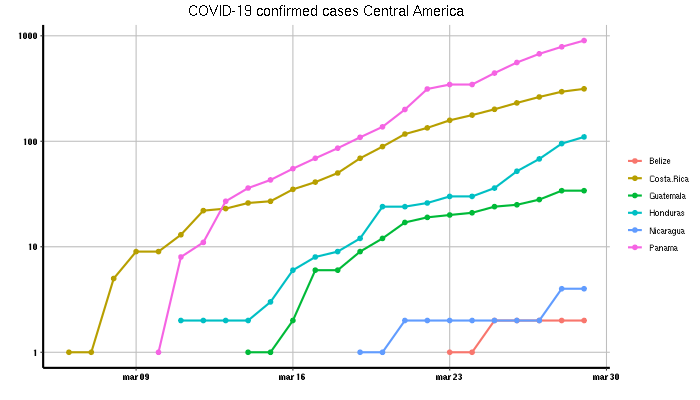 COVID-19 confirmed cases Central America
1000
100
10
1
mar 09
mar 16
mar 23
mar 30
Belize
Costa.Rica
Guatemala
Honduras
Nicaragua
Panama